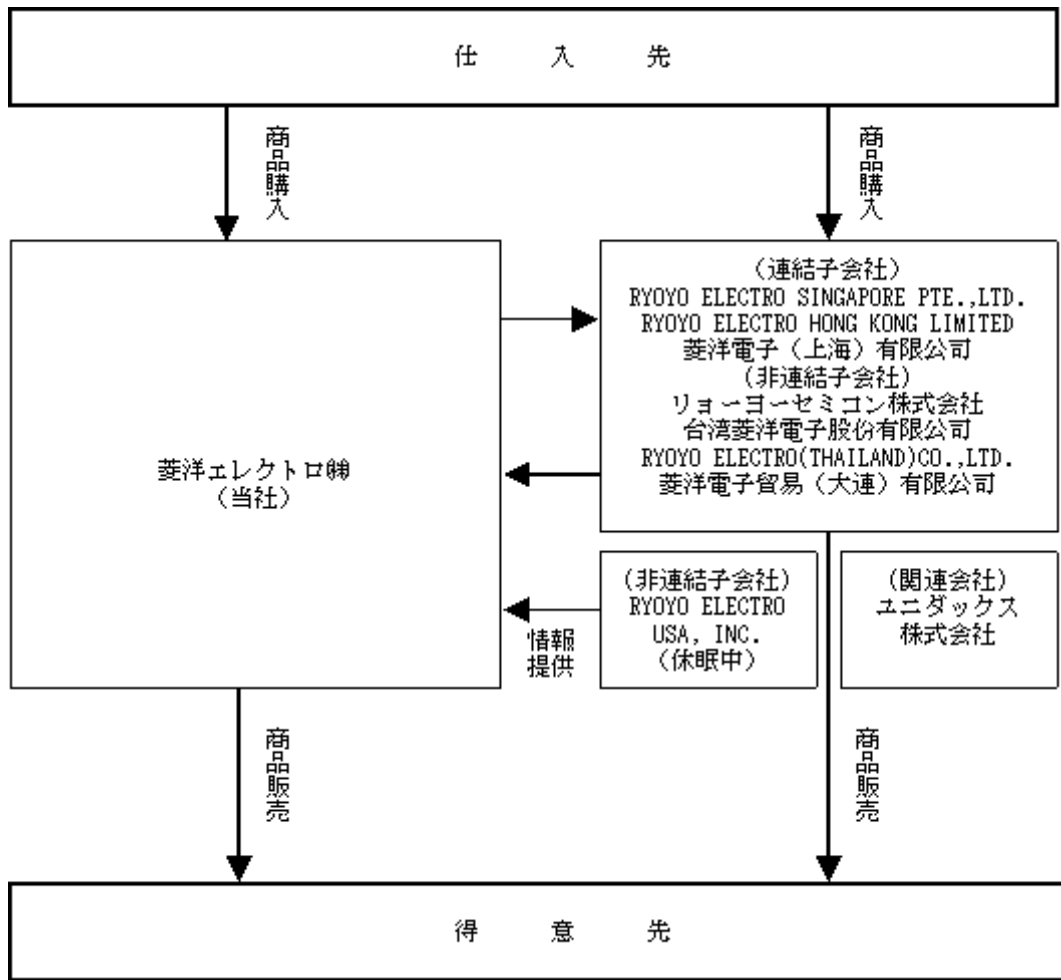 仕 入 先
商品購入
商品購入
菱洋エレクトロ㈱
（当社）
（連結子会社）
RYOYO ELECTRO SINGAPORE PTE.,LTD.
RYOYO ELECTRO HONG KONG LIMITED
菱洋電子（上海）有限公司
（非連結子会社）
リョーヨーセミコン株式会社
台湾菱洋電子股份有限公司
RYOYO ELECTRO(THAILAND)CO.,LTD.
菱洋電子貿易（大連）有限公司
（非連結子会社）
RYOYO ELECTRO
USA, INC.
（休眠中）
情報
提供
（関連会社）
ユニダックス
株式会社
商品販売
商品販売
得 意 先